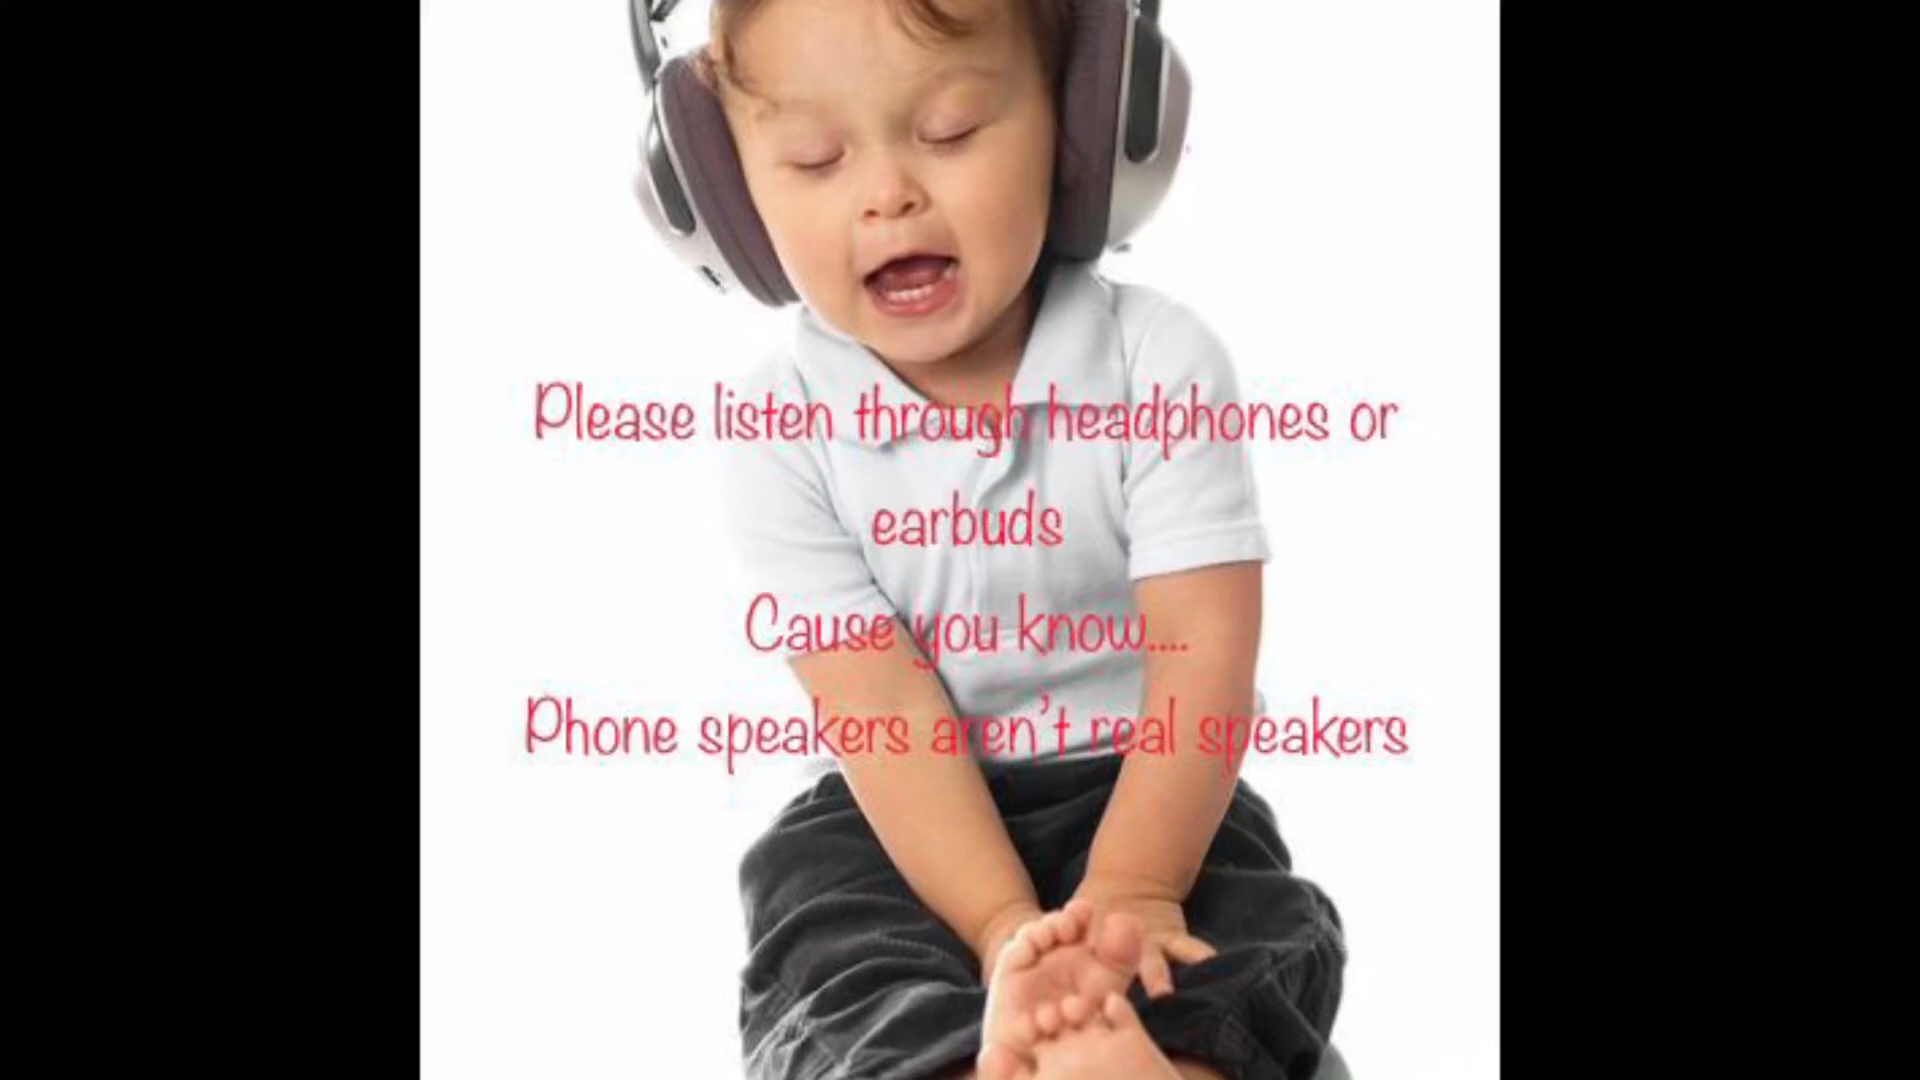 Please listen through headphones or
earbuds
Cause you know....
Phone speakers aren't real speakers